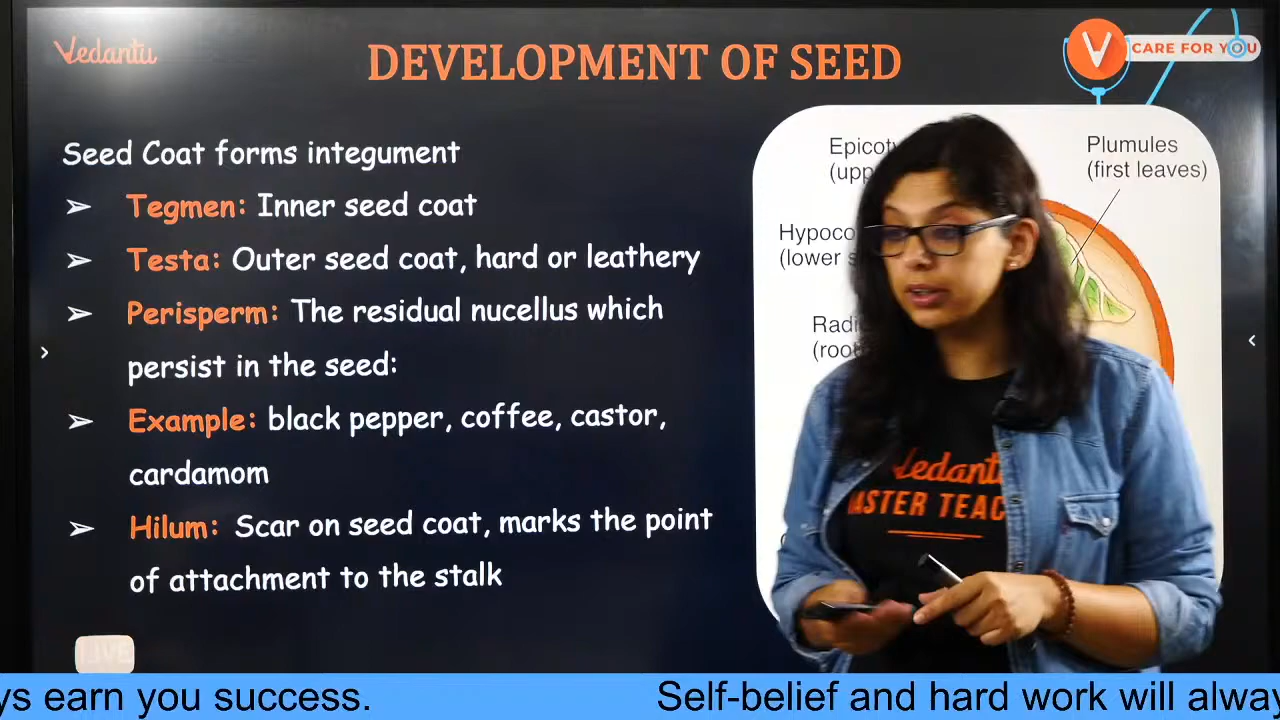 Vedantu
DEVELOPMENT OF SEED
V CARE FOR YOU
Seed Coat forms integument
➢ Tegmen: Inner seed coat
➢ Testa: Outer seed coat, hard or leathery
➢ Perisperm: The residual nucellus which
persist in the seed:
➢ Example: black pepper, coffee, castor,
cardamom
➢ Hilum: Scar on seed coat, marks the point
of attachment to the stalk
Plumules
(first leaves)
Vedantu
TEAC
LIVE
earn you success.
Self-belief and hard work will